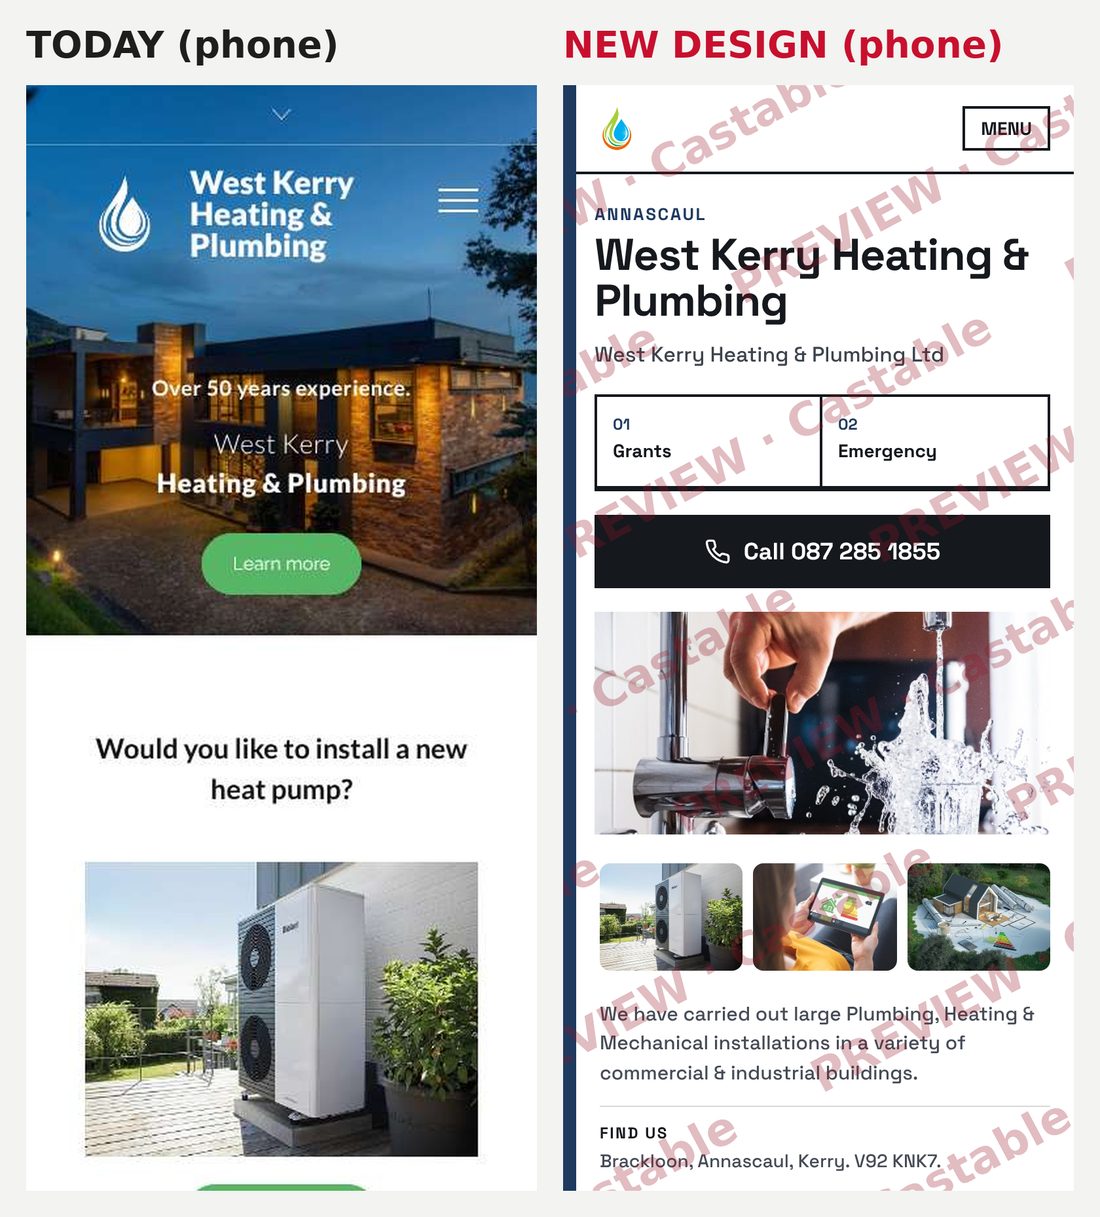 TODAY (phone)
West Kerry
Heating &
Plumbing
Over 50 years experience.
West Kerry
Heating & Plumbing
Learn more
Would you like to install a new
heat pump?
NEW DESIGN (phone)
MENU
ANNASCAUL
West Kerry Heating &
Plumbing
West Kerry Heating & Plumbing Ltd
01
Grants
02
Emergency
Call 087 285 1855
We have carried out large Plumbing, Heating &
Mechanical installations in a variety of
commercial & industrial buildings.
FIND US
Brackloon, Annascaul, Kerry. V92 KNK7.
PREVIEW · Castable